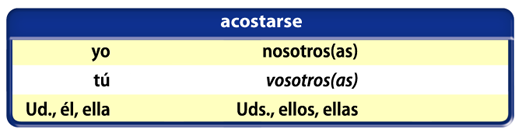 acostarse
yo nosotros(as)
tú vosotros(as)
Ud., él, ella Uds., ellos, ellas